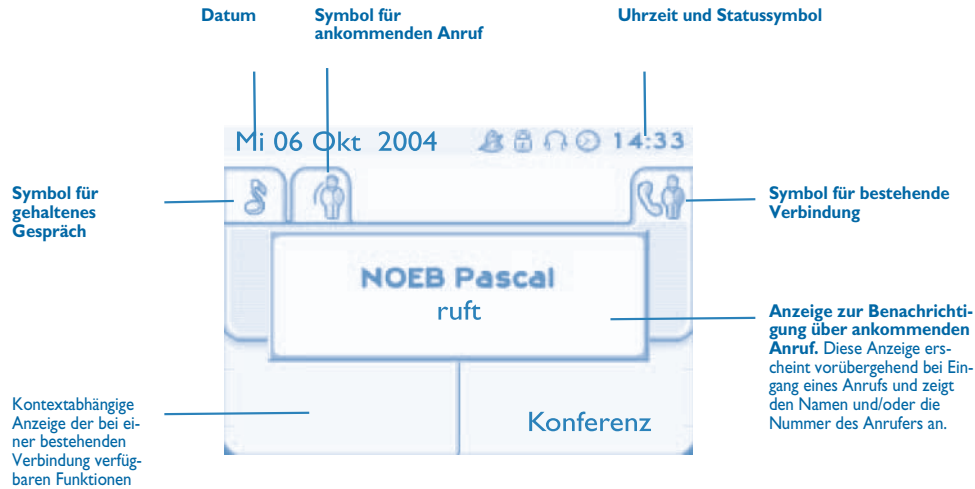 Datum
Symbol für
ankommenden Anruf
Uhrzeit und Statussymbol
Mi 06 Okt 2004
14:33
Symbol für
gehaltenes
Gespräch
Symbol für bestehende
Verbindung
NOEB Pascal
ruft
Anzeige zur Benachrichti-
gung über ankommenden
Anruf. Diese Anzeige ers-
cheint vorübergehend bei Ein-
gang eines Anrufs und zeigt
den Namen und/oder die
Nummer des Anrufers an.
Kontextabhängige
Anzeige der bei ei-
ner bestehenden
Verbindung verfüg-
baren Funktionen
Konferenz